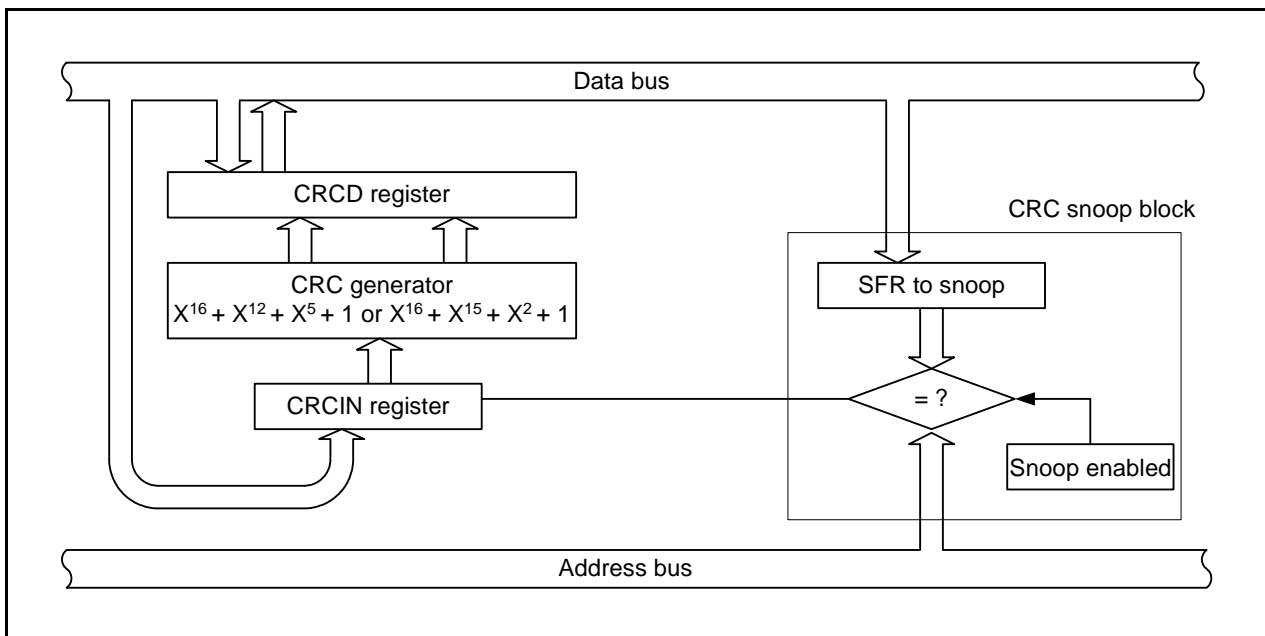 Data bus
CRCD register
CRC snoop block
CRC generator
X¹⁶ + X¹² + X⁵ + 1 or X¹⁶ + X¹⁵ + X² + 1
SFR to snoop
CRCIN register
= ?
Snoop enabled
Address bus